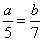 a/5 = b/7